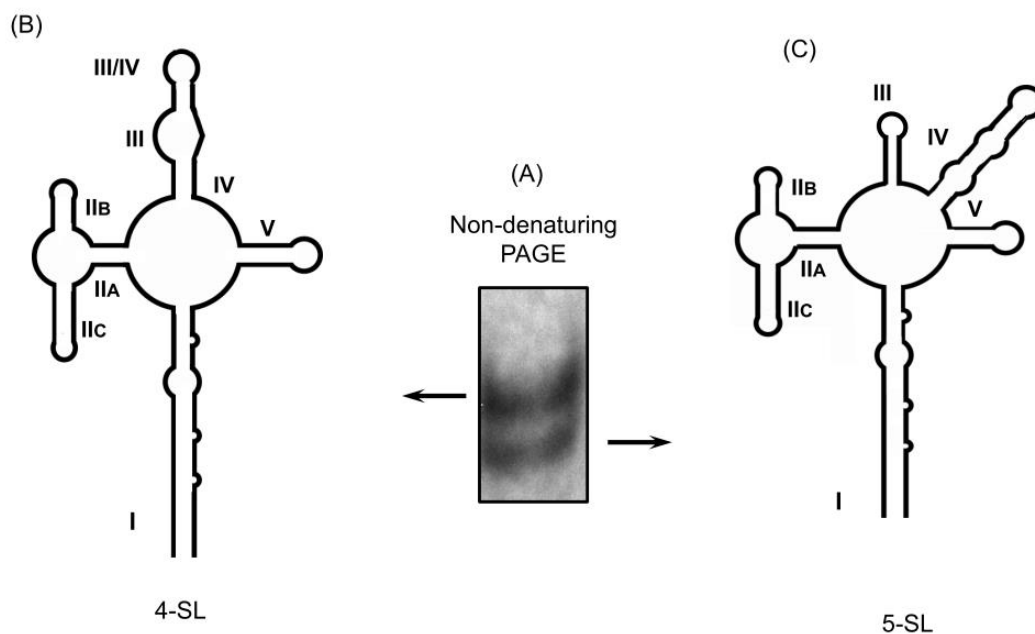 (B)
III/IV
III
IV
IIB
V
IIA
IIC
I
4-SL
(A)
Non-denaturing
PAGE
(C)
III
IV
IIB
V
IIA
IIC
I
5-SL